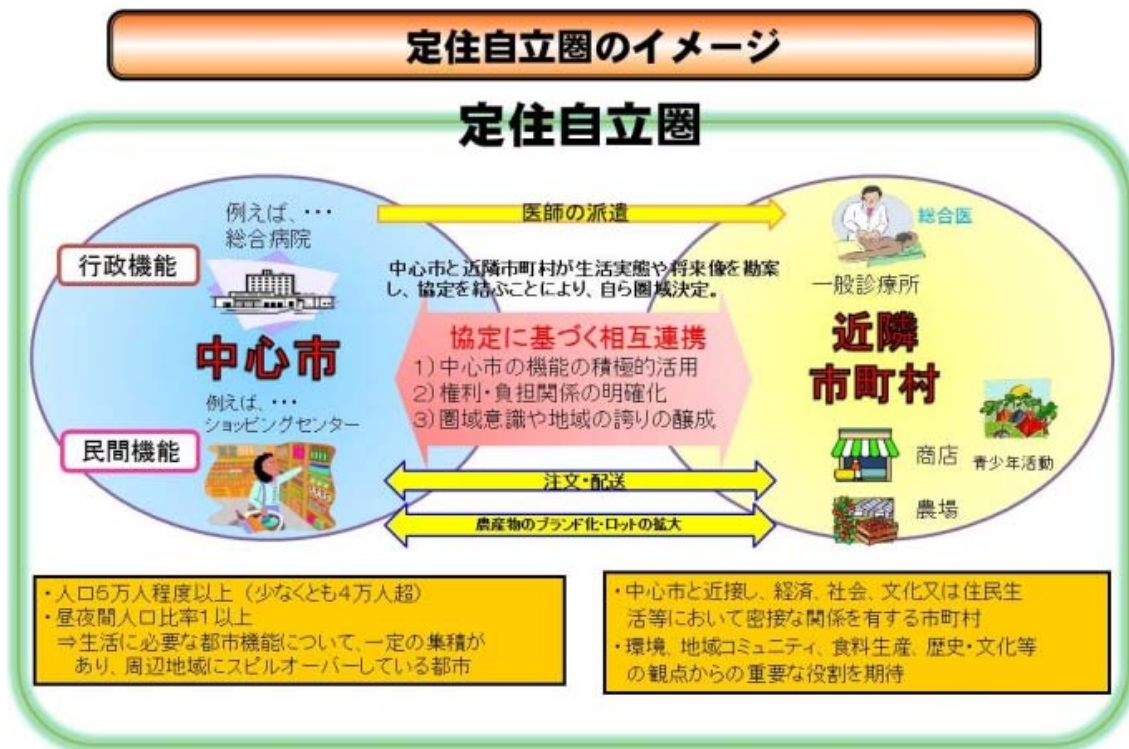 定住自立圏のイメージ
定住自立圏
例えば、・・・
総合病院
行政機能
中心市
例えば、・・・
ショッピングセンター
民間機能
医師の派遣
中心市と近隣市町村が生活実態や将来像を勘案
し、協定を結ぶことにより、自ら圏域決定。
協定に基づく相互連携
1)中心市の機能の積極的活用
2)権利・負担関係の明確化
3)圏域意識や地域の誇りの醸成
注文・配送
農産物のブランド化・ロットの拡大
総合医
一般診療所
近隣
市町村
商店
青少年活動
農場
・人口5万人程度以上（少なくとも4万人超）
・昼夜間人口比率1以上
⇒生活に必要な都市機能について、一定の集積が
あり、周辺地域にスピルオーバーしている都市
・中心市と近接し、経済、社会、文化又は住民生
活等において密接な関係を有する市町村
・環境、地域コミュニティ、食料生産、歴史・文化等
の観点からの重要な役割を期待